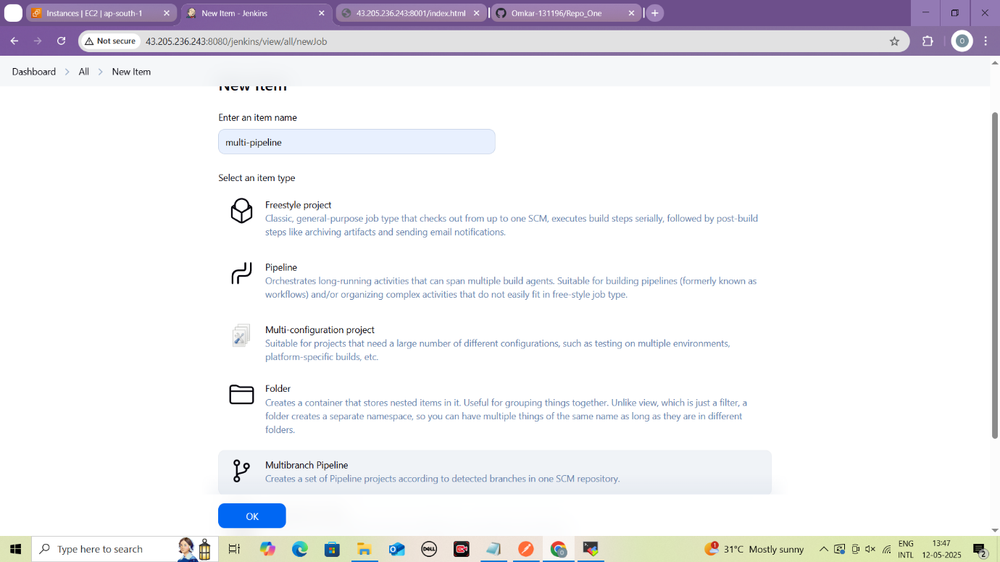 Instances | EC2 | ap-south-1
New Item - Jenkins
43.205.236.243:8001/index.html
Omkar-131196/Repo_One
Not secure
43.205.236.243:8080/jenkins/view/all/newJob
O
Dashboard
All
New Item
New Item
Enter an item name
multi-pipeline
Select an item type
Freestyle project
Classic, general-purpose job type that checks out from up to one SCM, executes build steps serially, followed by post-build
steps like archiving artifacts and sending email notifications.
Pipeline
Orchestrates long-running activities that can span multiple build agents. Suitable for building pipelines (formerly known as
workflows) and/or organizing complex activities that do not easily fit in free-style job type.
Multi-configuration project
Suitable for projects that need a large number of different configurations, such as testing on multiple environments,
platform-specific builds, etc.
Folder
Creates a container that stores nested items in it. Useful for grouping things together. Unlike view, which is just a filter, a
folder creates a separate namespace, so you can have multiple things of the same name as long as they are in different
folders.
Multibranch Pipeline
Creates a set of Pipeline projects according to detected branches in one SCM repository.
OK
Type here to search
DELL
31°C Mostly sunny
ENG
INTL
13:47
12-05-2025
2